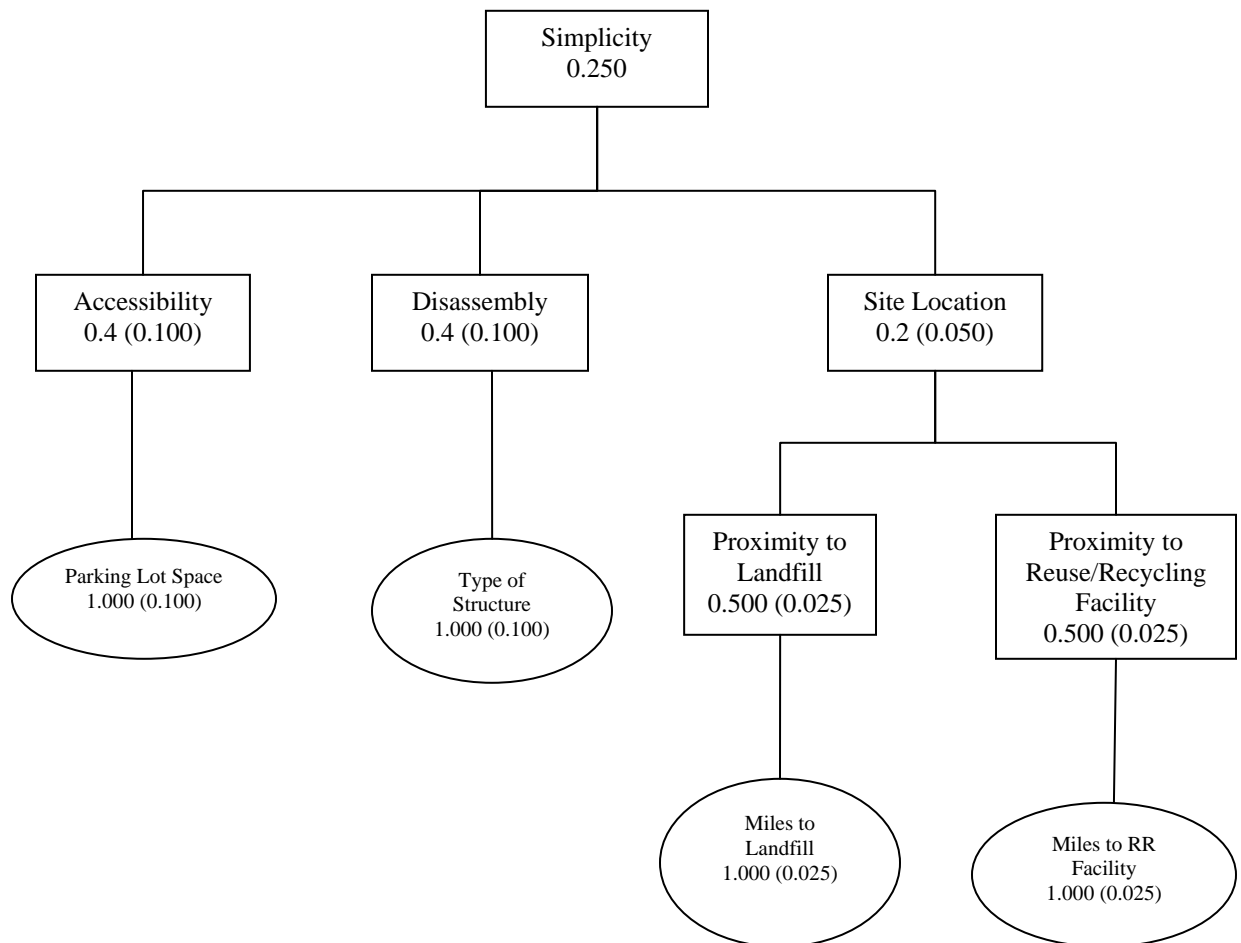 Simplicity
0.250
Accessibility
0.4 (0.100)
Disassembly
0.4 (0.100)
Site Location
0.2 (0.050)
Parking Lot Space
1.000 (0.100)
Type of
Structure
1.000 (0.100)
Proximity to
Landfill
0.500 (0.025)
Proximity to
Reuse/Recycling
Facility
0.500 (0.025)
Miles to
Landfill
1.000 (0.025)
Miles to RR
Facility
1.000 (0.025)